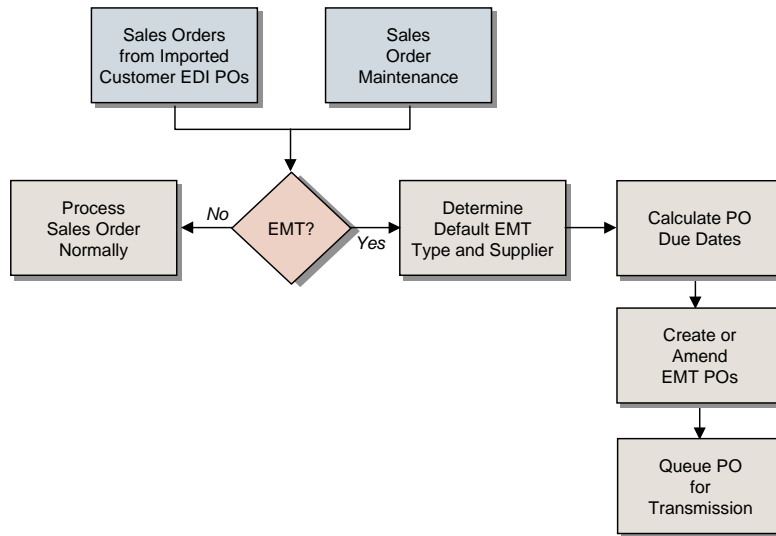 Sales Orders
from Imported
Customer EDI POs
Sales
Order
Maintenance
Process
Sales Order
Normally
No
EMT?
Yes
Determine
Default EMT
Type and Supplier
Calculate PO
Due Dates
Create or
Amend
EMT POs
Queue PO
for
Transmission